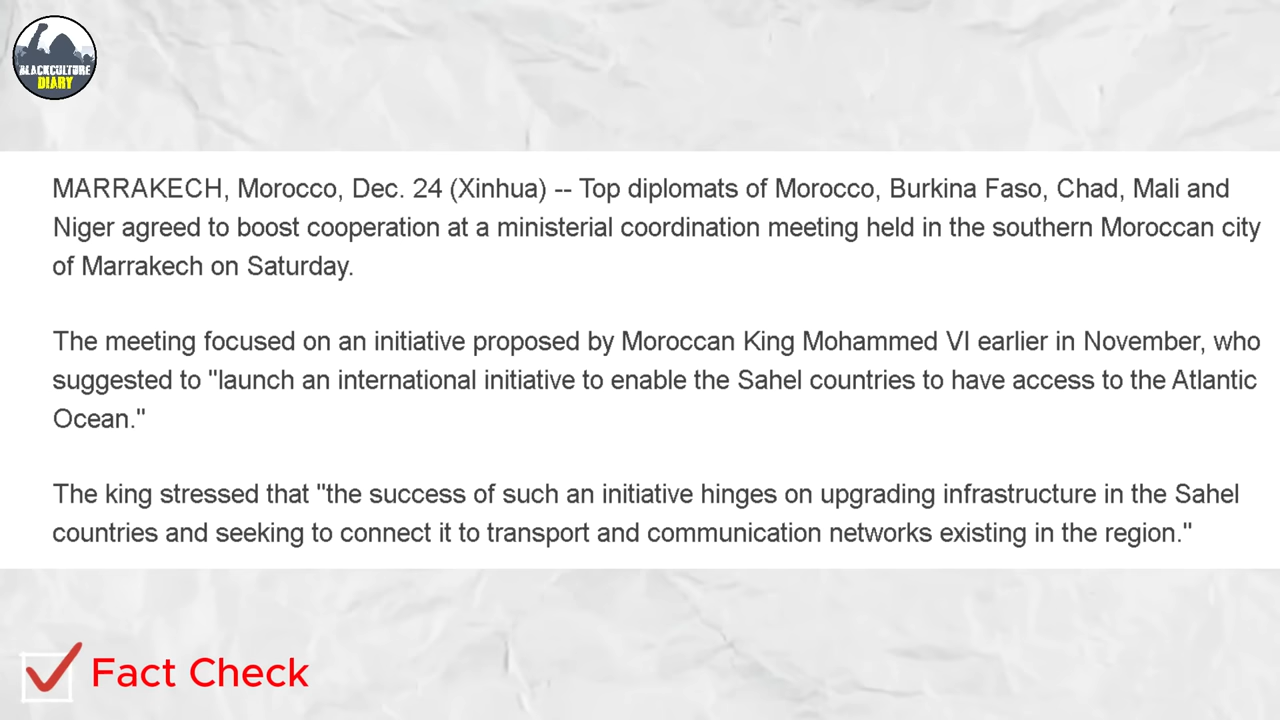 BLACKCULTURE
DIARY
MARRAKECH, Morocco, Dec. 24 (Xinhua) -- Top diplomats of Morocco, Burkina Faso, Chad, Mali and
Niger agreed to boost cooperation at a ministerial coordination meeting held in the southern Moroccan city
of Marrakech on Saturday.
The meeting focused on an initiative proposed by Moroccan King Mohammed VI earlier in November, who
suggested to "launch an international initiative to enable the Sahel countries to have access to the Atlantic
Ocean."
The king stressed that "the success of such an initiative hinges on upgrading infrastructure in the Sahel
countries and seeking to connect it to transport and communication networks existing in the region."
Fact Check